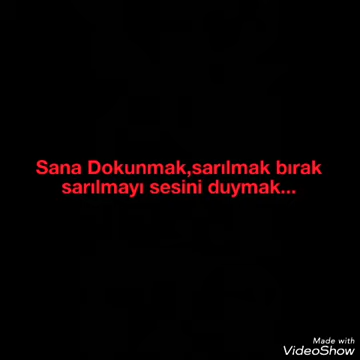 Sana Dokunmak,sarılmak bırak
sarılmayı sesini duymak...
Made with
VideoShow